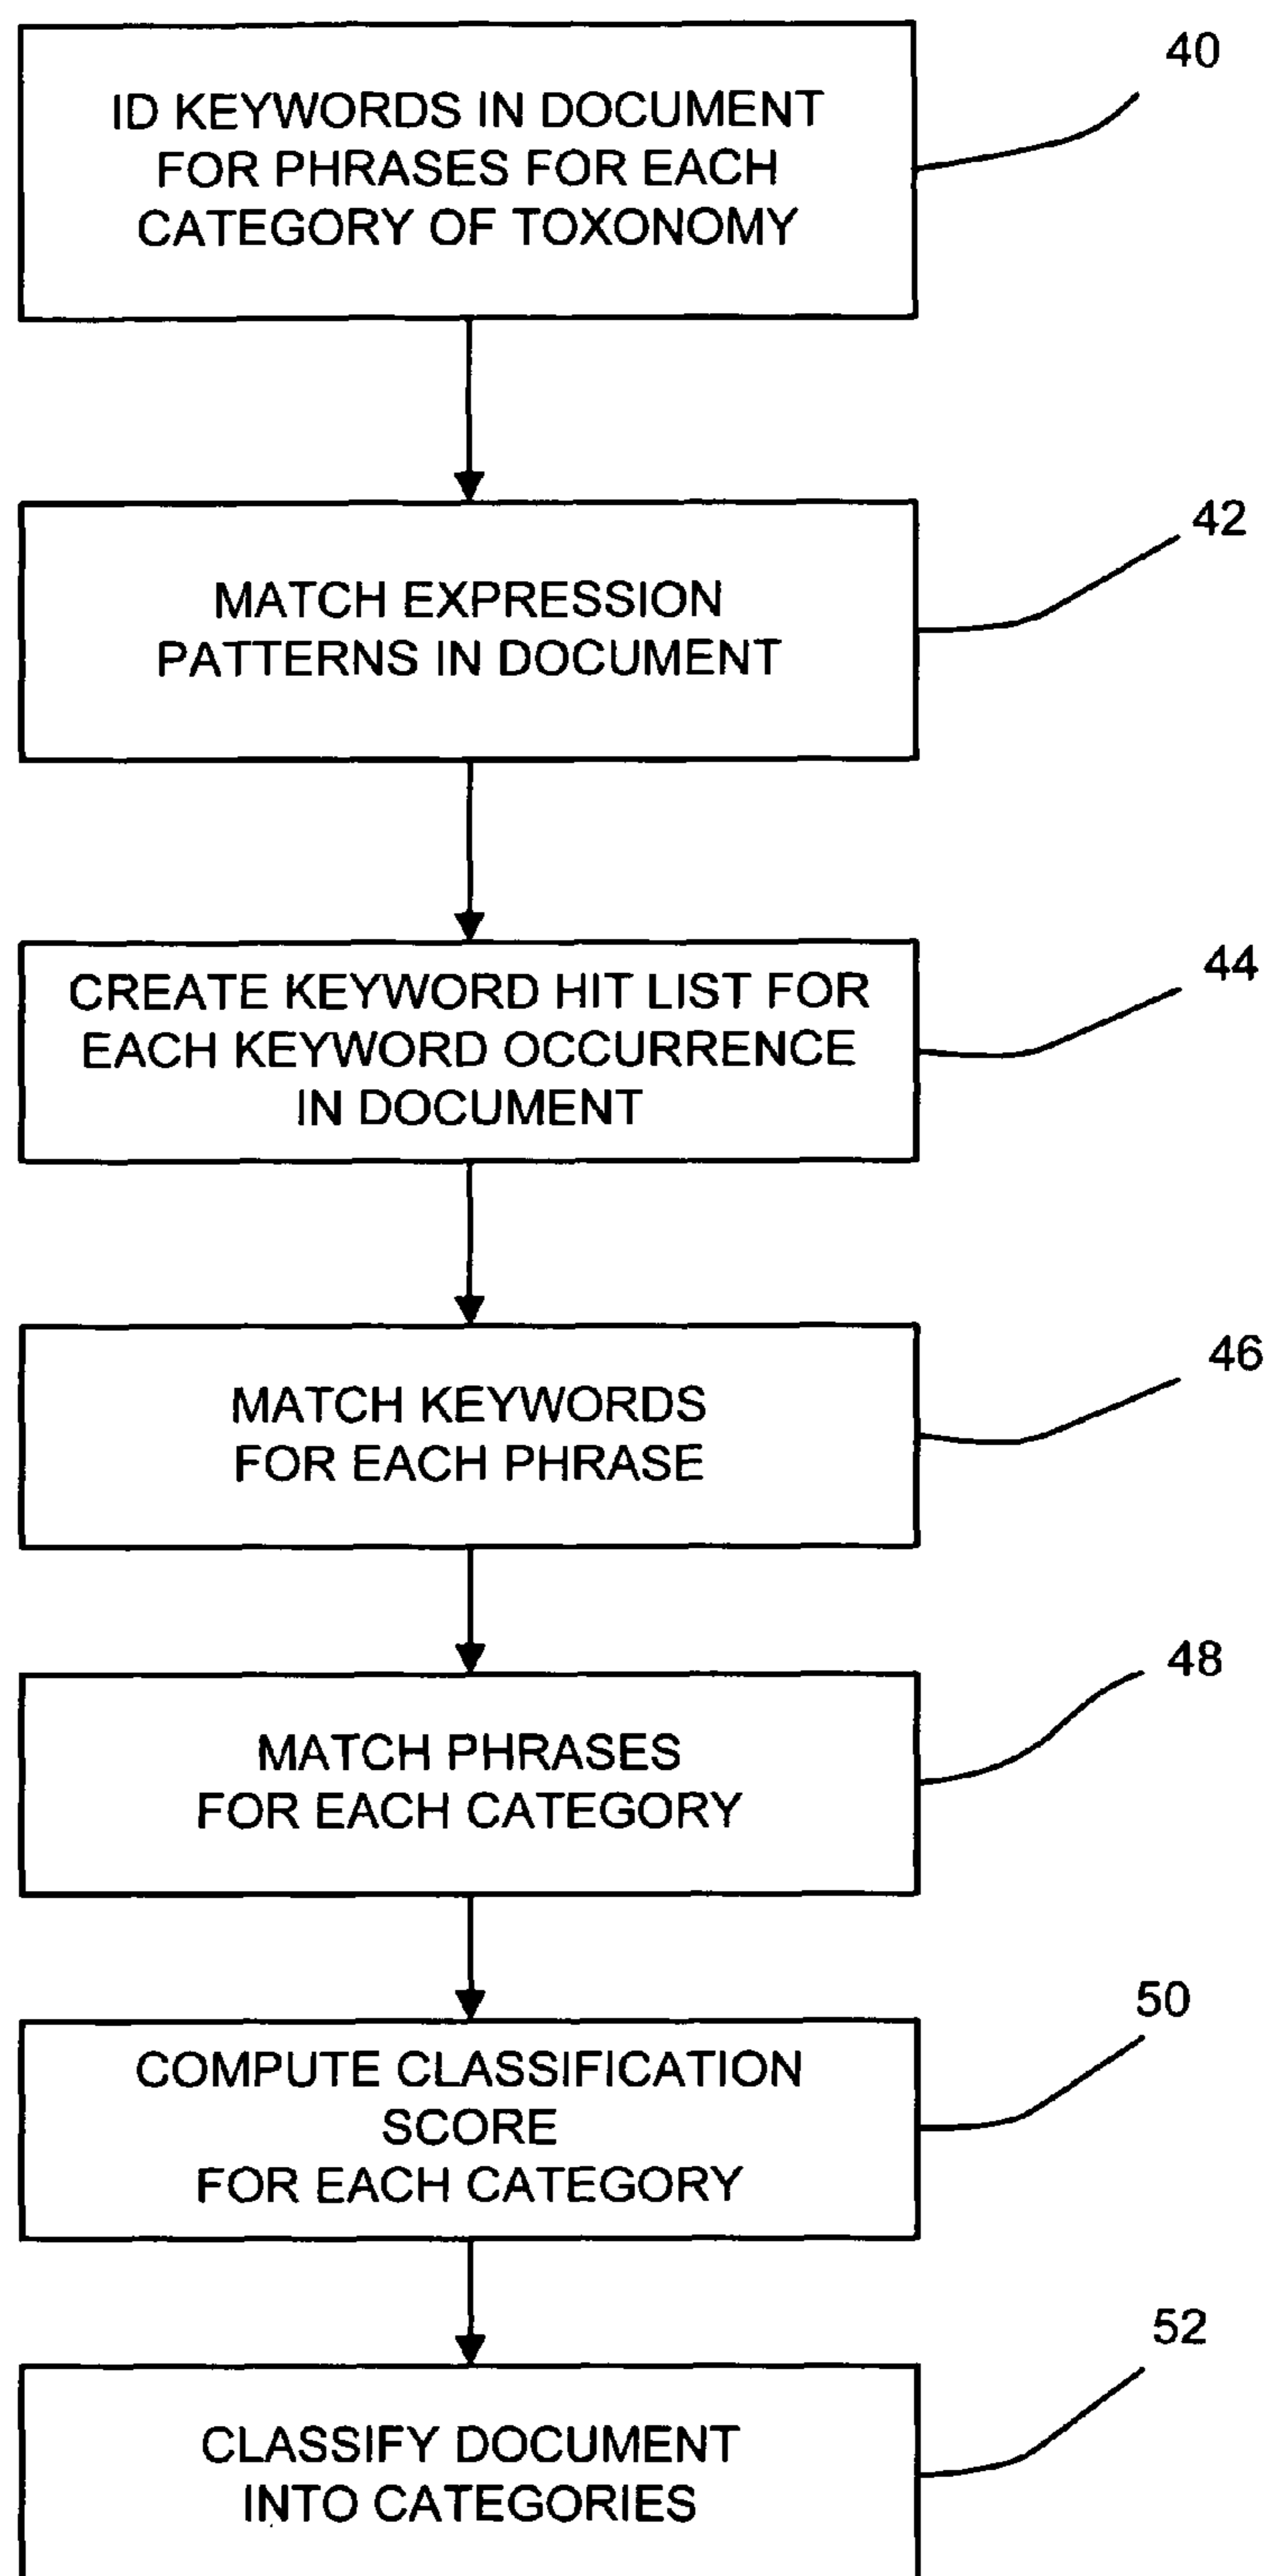 40
ID KEYWORDS IN DOCUMENT
FOR PHRASES FOR EACH
CATEGORY OF TOXONOMY
42
MATCH EXPRESSION
PATTERNS IN DOCUMENT
44
CREATE KEYWORD HIT LIST FOR
EACH KEYWORD OCCURRENCE
IN DOCUMENT
46
MATCH KEYWORDS
FOR EACH PHRASE
48
MATCH PHRASES
FOR EACH CATEGORY
50
COMPUTE CLASSIFICATION
SCORE
FOR EACH CATEGORY
52
CLASSIFY DOCUMENT
INTO CATEGORIES